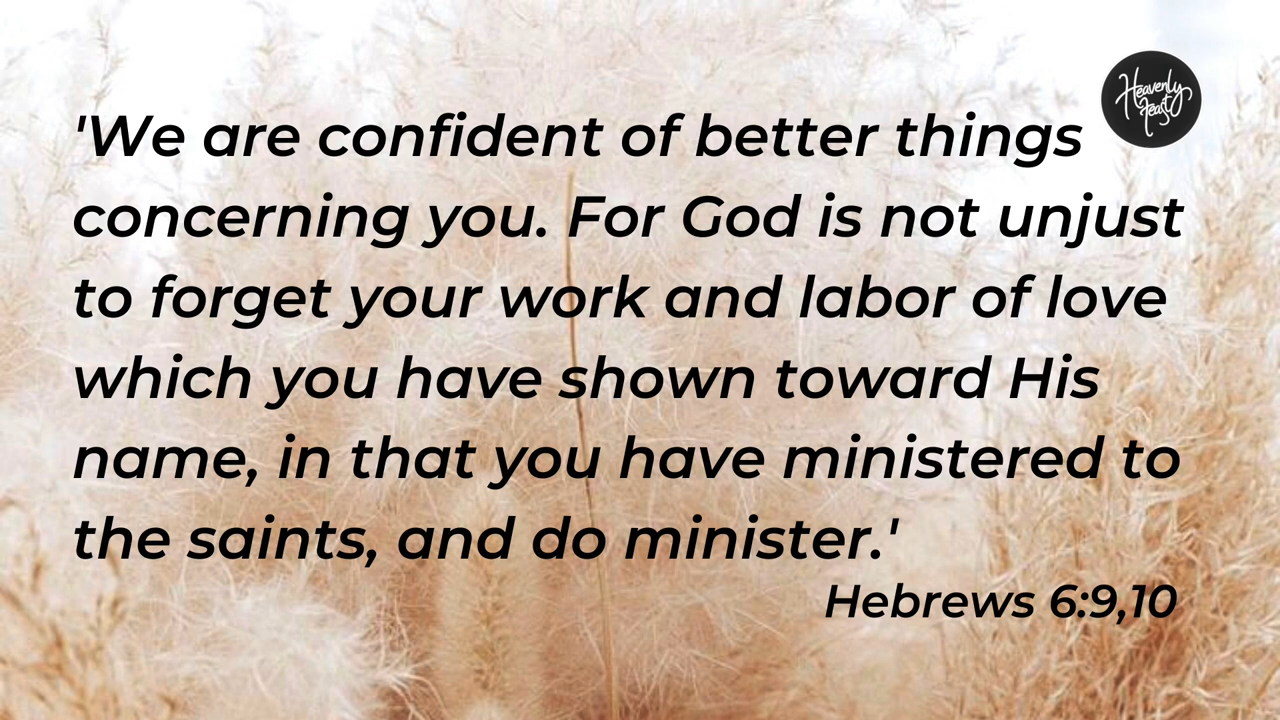 Heavenly
feast
'We are confident of better things
concerning you. For God is not unjust
to forget your work and labor of love
which you have shown toward His
name, in that you have ministered to
the saints, and do minister.'
Hebrews 6:9,10